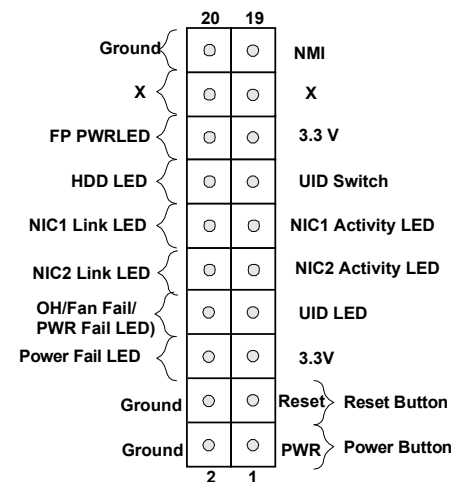 20 19
Ground NMI
X X
FP PWRLED 3.3 V
HDD LED UID Switch
NIC1 Link LED NIC1 Activity LED
NIC2 Link LED NIC2 Activity LED
OH/Fan Fail/
PWR Fail LED) UID LED
Power Fail LED 3.3V
Ground Reset Reset Button
Ground PWR Power Button
2 1